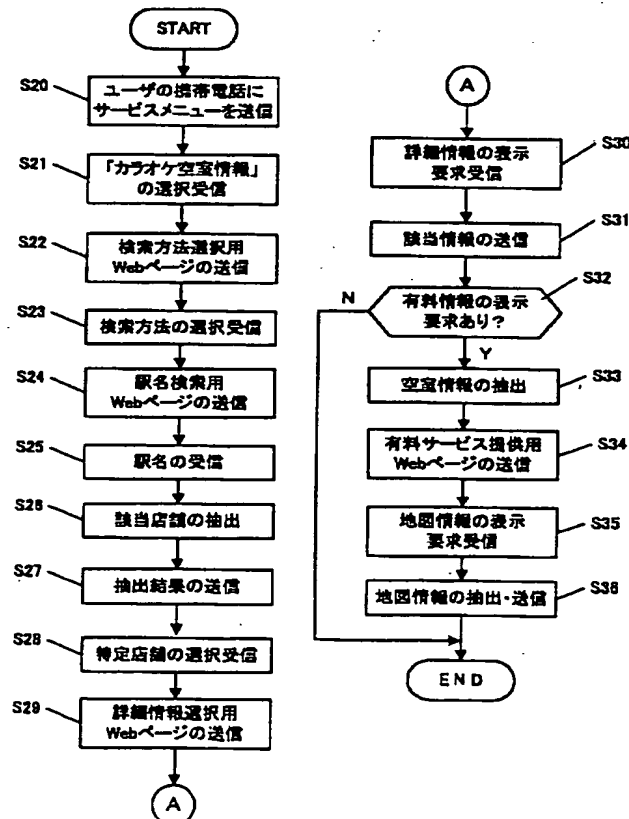 START
S20
ユーザの携帯電話に
サービスメニューを送信
S21
「カラオケ空室情報」
の選択受信
S22
検索方法選択用
Webページの送信
S23
検索方法の選択受信
S24
駅名検索用
Webページの送信
S25
駅名の受信
S26
該当店舗の抽出
S27
抽出結果の送信
S28
特定店舗の選択受信
S29
詳細情報選択用
Webページの送信
A
A
S30
詳細情報の表示
要求受信
S31
該当情報の送信
S32
有料情報の表示
要求あり?
N
Y
S33
空室情報の抽出
S34
有料サービス提供用
Webページの送信
S35
地図情報の表示
要求受信
S36
地図情報の抽出・送信
END